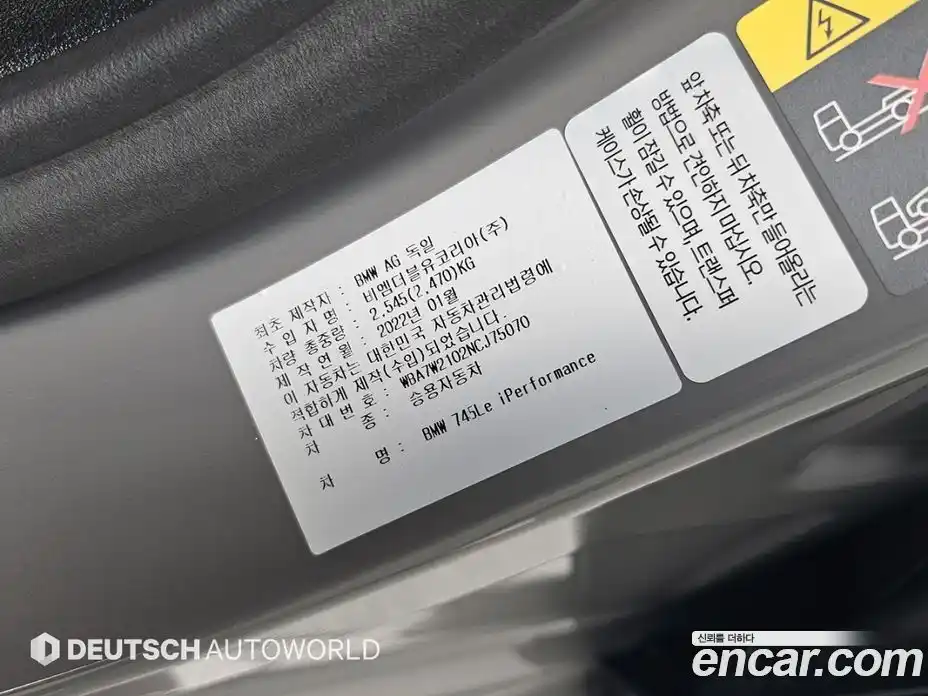 최초 제작자 : BMW AG 독일
수 입 자 명 : 비엠더블유코리아(주)
차량 총중량 : 2.545(2.470)KG
제 작 연 월 : 2022년 01월
이 자동차는 대한민국 자동차관리법령에
적합하게 제작(수입)되었습니다.
차 대 번 호 : WBA7W2102NCJ75070
차 종 : 승용자동차
차 명 : BMW 745Le iPerformance
앞 차축 또는 뒤 차축만 들어올리는
방법으로 견인하지 마십시오.
휠이 잠길 수 있으며, 트랜스퍼
케이스가 손상될 수 있습니다.
DEUTSCH AUTOWORLD
신뢰를 더하다
encar.com